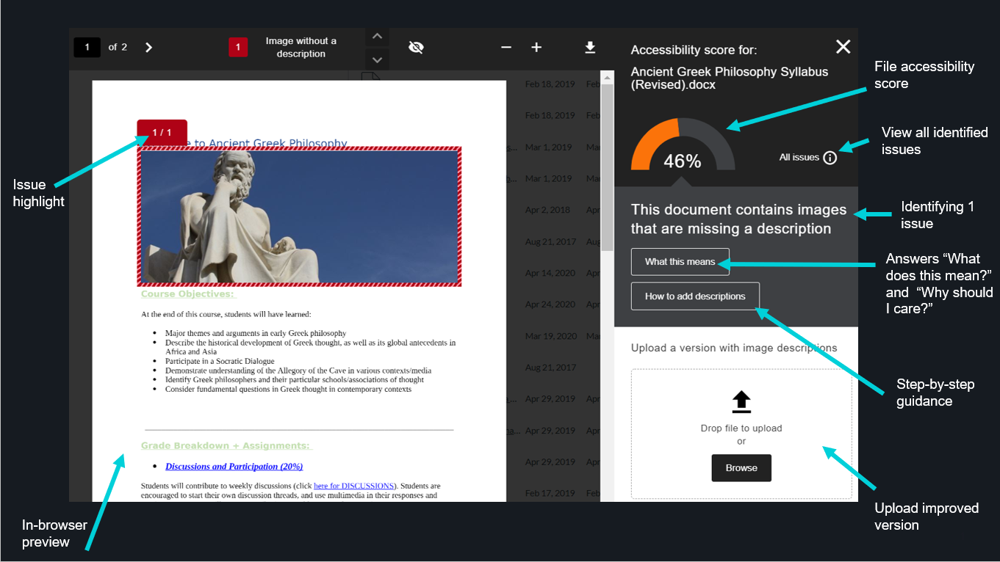 1 of 2
1
Image without a
description
Accessibility score for:
Ancient Greek Philosophy Syllabus
(Revised).docx
46%
All issues
This document contains images
that are missing a description
What this means
How to add descriptions
Upload a version with image descriptions
Drop file to upload
or
Browse
1 / 1
e to Ancient Greek Philosophy
Course Objectives:
At the end of this course, students will have learned:
• Major themes and arguments in early Greek philosophy
• Describe the historical development of Greek thought, as well as its global antecedents in
Africa and Asia
• Participate in a Socratic Dialogue
• Demonstrate understanding of the Allegory of the Cave in various contexts/media
• Identify Greek philosophers and their particular schools/associations of thought
• Consider fundamental questions in Greek thought in contemporary contexts
Grade Breakdown + Assignments:
• Discussions and Participation (20%)
Students will contribute to weekly discussions (click here for DISCUSSIONS). Students are
encouraged to start their own discussion threads, and use multimedia in their responses and
Feb 18, 2019 Feb
Feb 18, 2019 Feb
s... Mar 1, 2019 Ma
b... Mar 1, 2019 Ma
Apr 2, 2018 Apr
Aug 21, 2017 Aug
Apr 14, 2020 Apr
Apr 24, 2020 Apr
Mar 19, 2020 Ma
Aug 21, 2017
Apr 29, 2019 Apr
na... Apr 29, 2019 Apr
Apr 29, 2019 Apr
Feb 17, 2019 Feb
Issue
highlight
In-browser
preview
File accessibility
score
View all identified
issues
Identifying 1
issue
Answers “What
does this mean?”
and “Why should
I care?”
Step-by-step
guidance
Upload improved
version